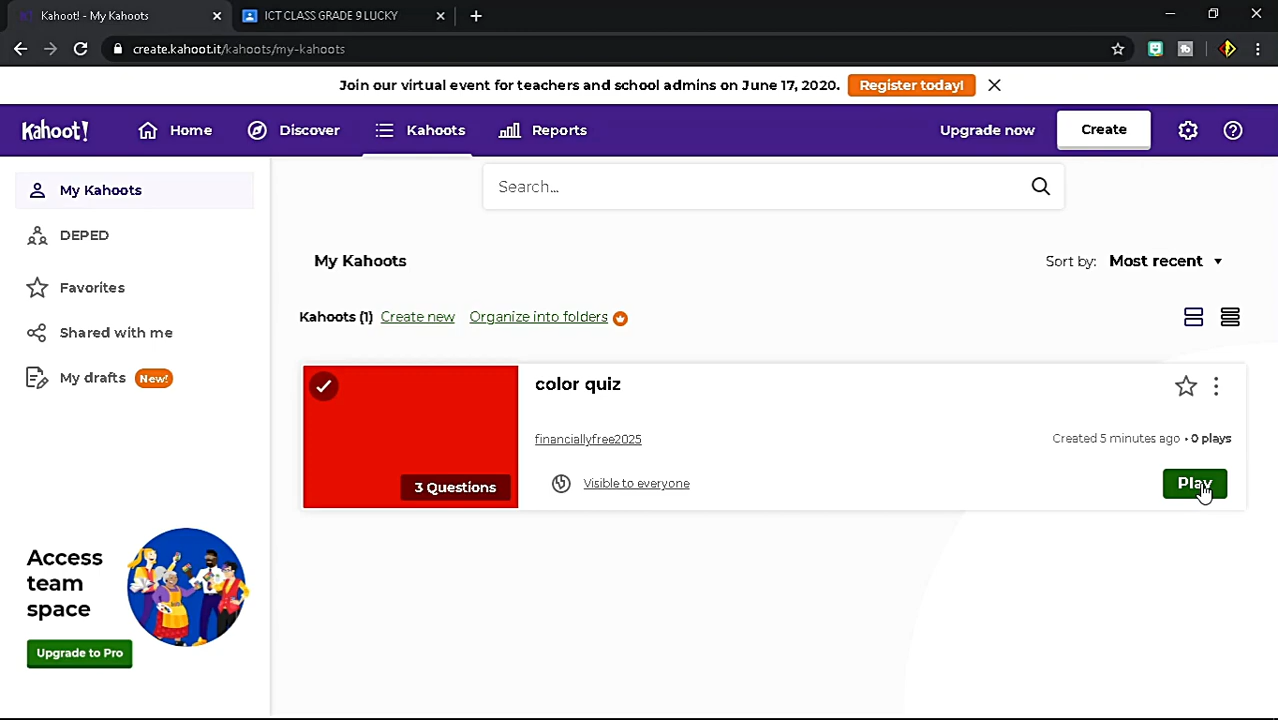 Kahoot! - My Kahoots
ICT CLASS GRADE 9 LUCKY
create.kahoot.it/kahoots/my-kahoots
Join our virtual event for teachers and school admins on June 17, 2020. Register today!
Kahoot! Home Discover Kahoots Reports Upgrade now Create
My Kahoots
DEPED
Favorites
Shared with me
My drafts New!
Access
team
space
Upgrade to Pro
Search...
My Kahoots
Sort by: Most recent
Kahoots (1) Create new Organize into folders
3 Questions
color quiz
financiallyfree2025
Created 5 minutes ago • 0 plays
Visible to everyone
Play